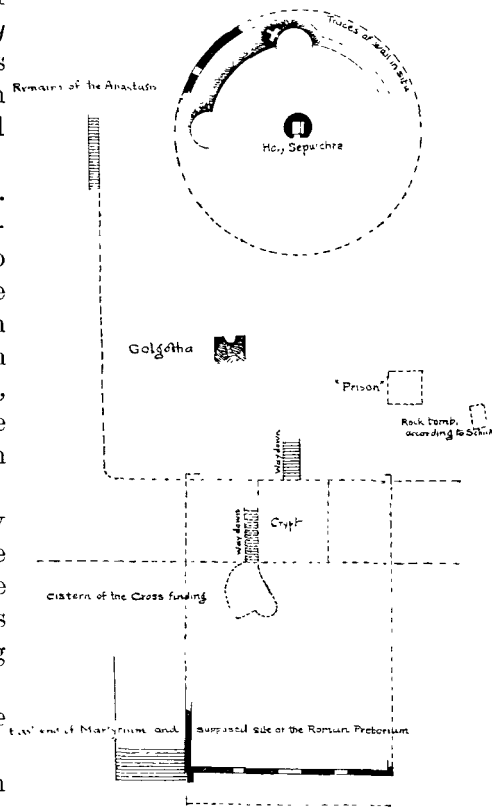 Traces of wall in situ
Remains of the Anastasis
Holy Sepulchre
Golgotha
"Prison"
Rock tomb,
according to Schick
Way down
Way down
Crypt
Cistern of the Cross finding
East end of Martyrium and supposed site of the Roman Pretorium